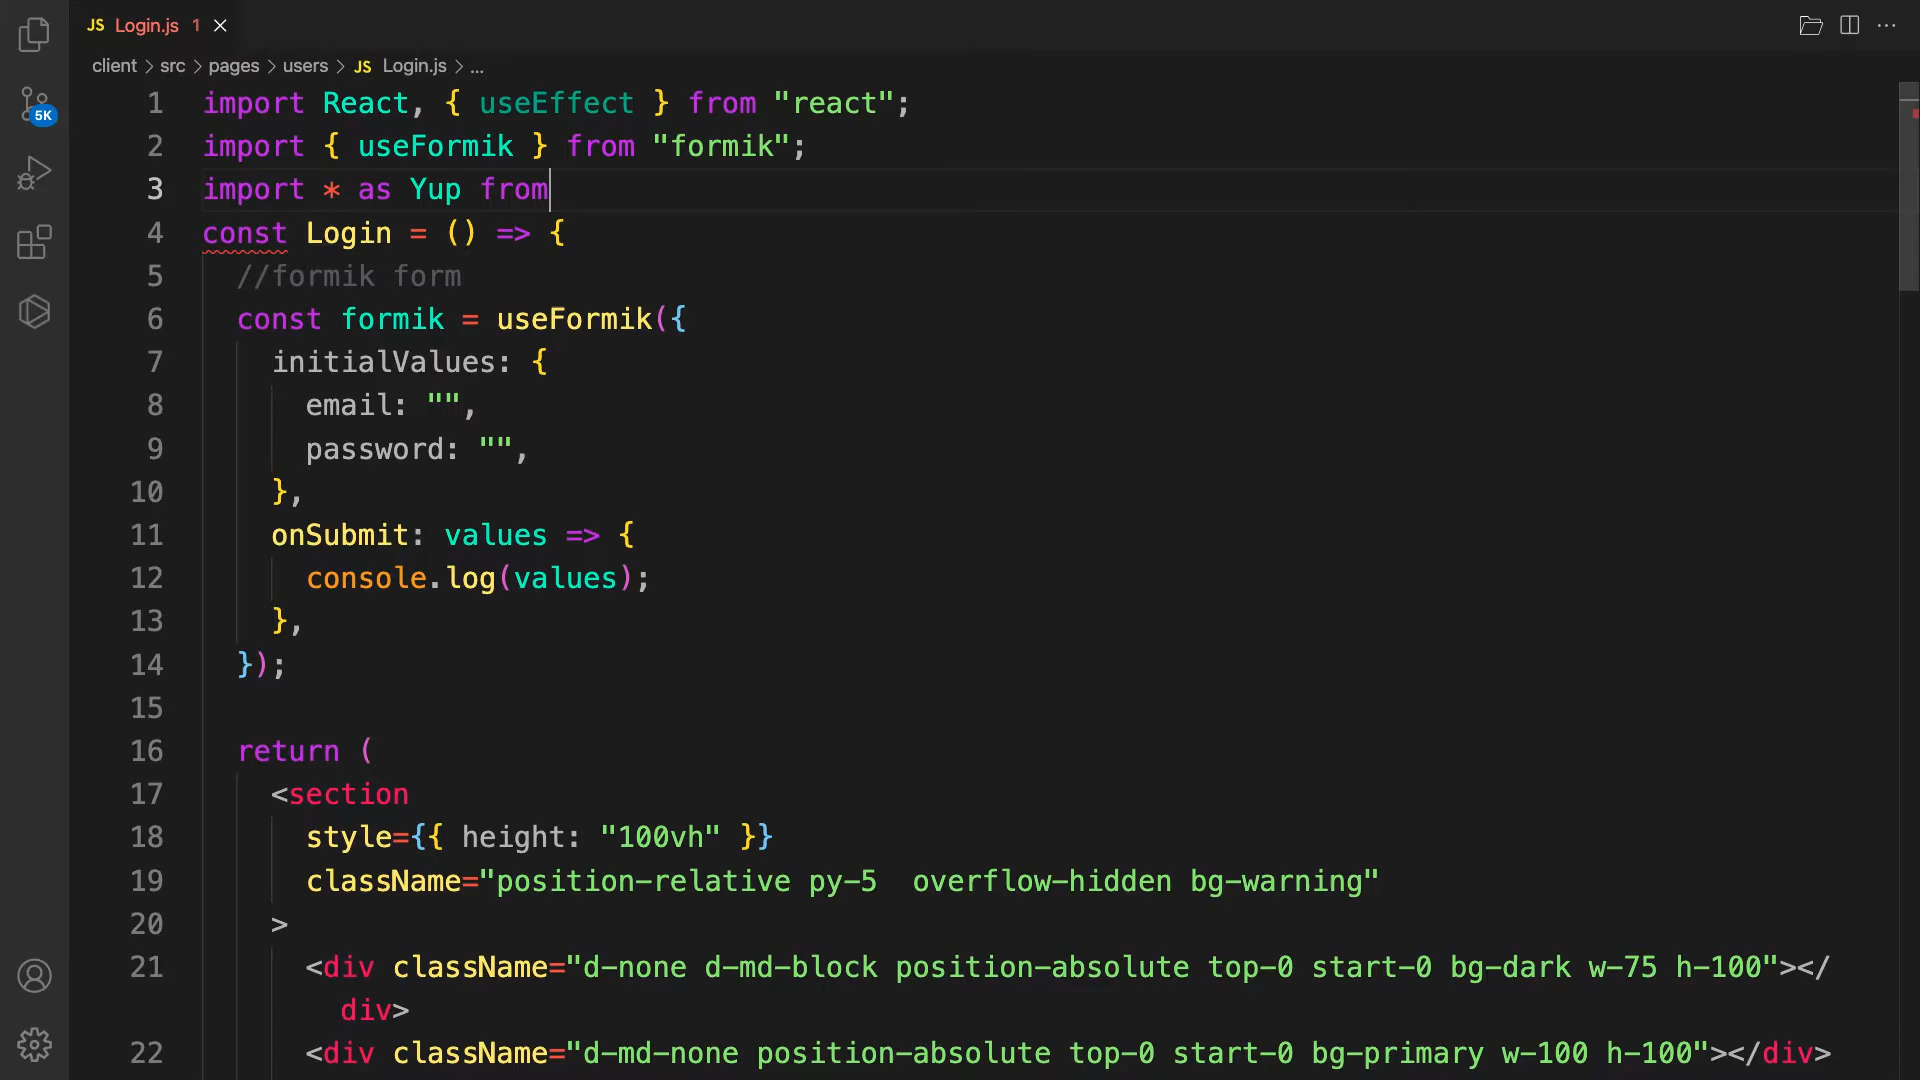 JS Login.js 1
client > src > pages > users > JS Login.js > ...
5K
1 import React, { useEffect } from "react";
2 import { useFormik } from "formik";
3 import * as Yup from
4 const Login = () => {
5 //formik form
6 const formik = useFormik({
7 initialValues: {
8 email: "",
9 password: "",
10 },
11 onSubmit: values => {
12 console.log(values);
13 },
14 });
15
16 return (
17 <section
18 style={{ height: "100vh" }}
19 className="position-relative py-5  overflow-hidden bg-warning"
20 >
21 <div className="d-none d-md-block position-absolute top-0 start-0 bg-dark w-75 h-100"></
div>
22 <div className="d-md-none position-absolute top-0 start-0 bg-primary w-100 h-100"></div>